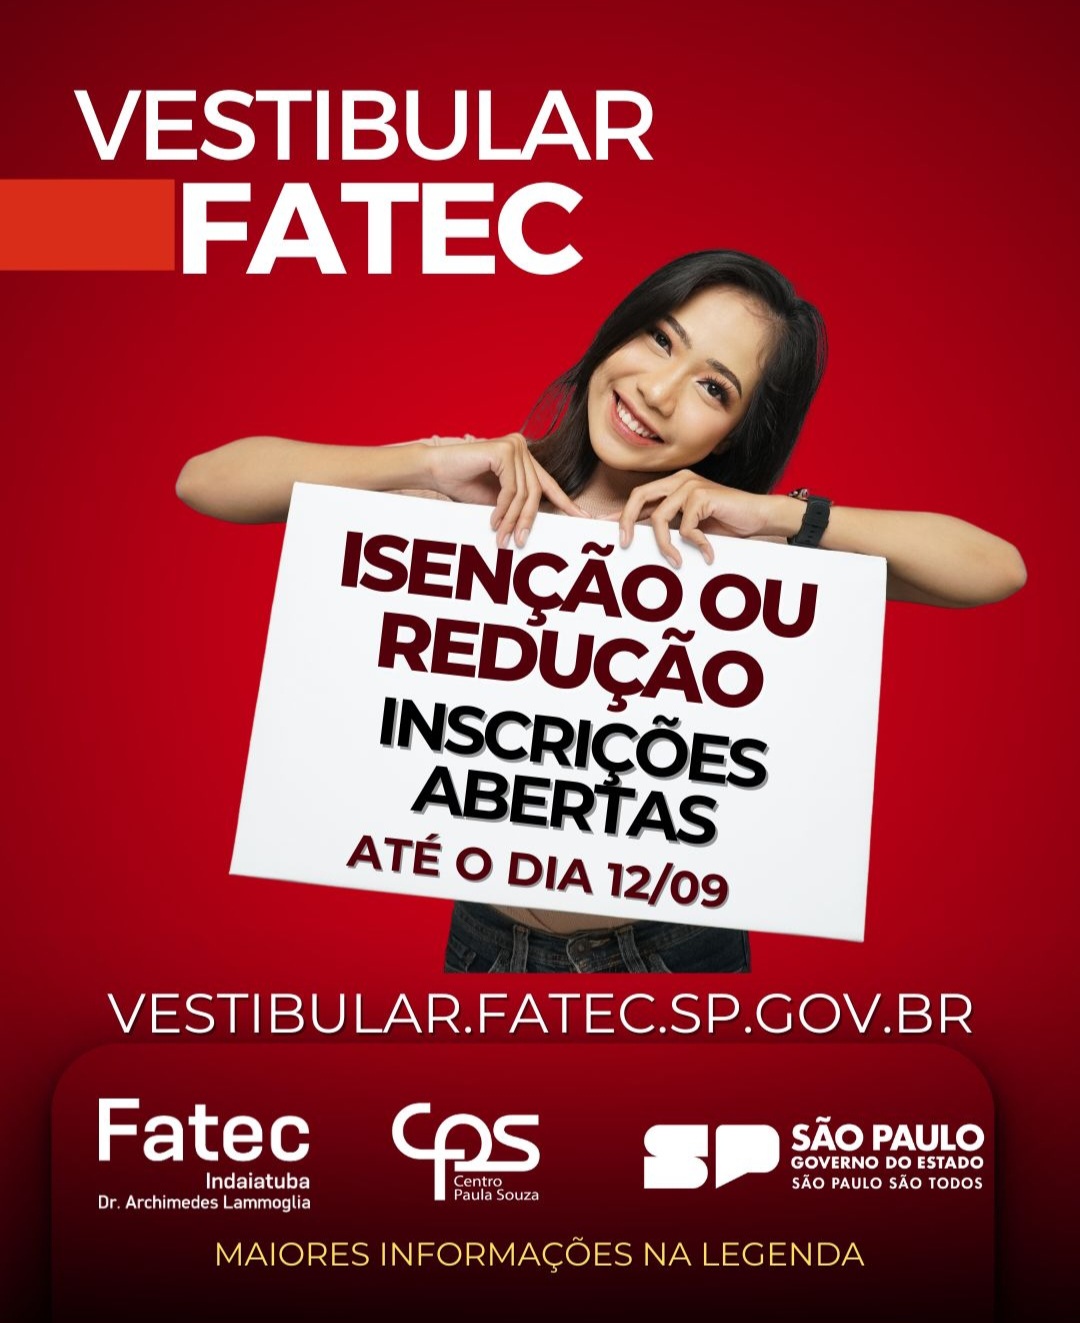 VESTIBULAR
FATEC
ISENÇÃO OU
REDUÇÃO
INSCRIÇÕES
ABERTAS
ATÉ O DIA 12/09
VESTIBULAR.FATEC.SP.GOV.BR
Fatec
Indaiatuba
Dr. Archimedes Lammoglia
CPS
Centro
Paula Souza
SP
SÃO PAULO
GOVERNO DO ESTADO
SÃO PAULO SÃO TODOS
MAIORES INFORMAÇÕES NA LEGENDA